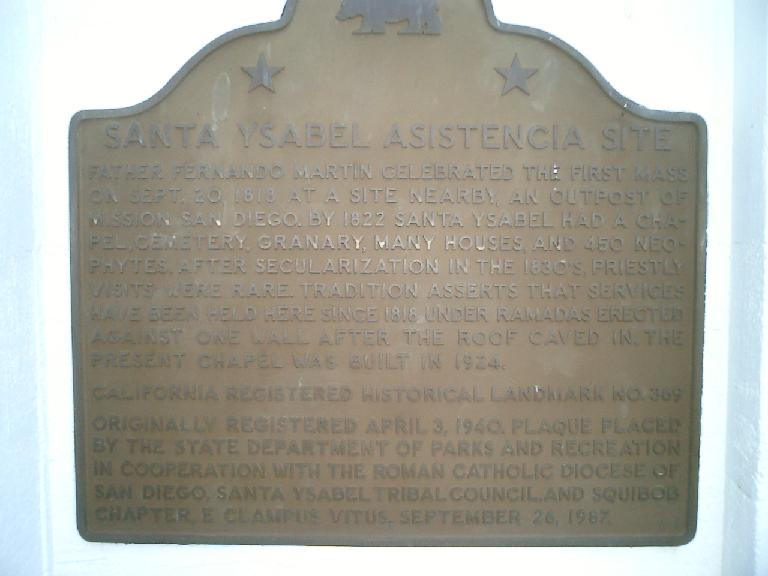 SANTA YSABEL ASISTENCIA SITE
FATHER FERNANDO MARTIN CELEBRATED THE FIRST MASS
ON SEPT. 20, 1818 AT A SITE NEARBY, AN OUTPOST OF
MISSION SAN DIEGO. BY 1822 SANTA YSABEL HAD A CHA-
PEL, CEMETERY, GRANARY, MANY HOUSES, AND 450 NEO-
PHYTES. AFTER SECULARIZATION IN THE 1830'S, PRIESTLY
VISITS WERE RARE. TRADITION ASSERTS THAT SERVICES
HAVE BEEN HELD HERE SINCE 1818 UNDER RAMADAS ERECTED
AGAINST ONE WALL AFTER THE ROOF CAVED IN. THE
PRESENT CHAPEL WAS BUILT IN 1924.
CALIFORNIA REGISTERED HISTORICAL LANDMARK NO. 369
ORIGINALLY REGISTERED APRIL 3, 1940. PLAQUE PLACED
BY THE STATE DEPARTMENT OF PARKS AND RECREATION
IN COOPERATION WITH THE ROMAN CATHOLIC DIOCESE OF
SAN DIEGO, SANTA YSABEL TRIBAL COUNCIL, AND SQUIBOB
CHAPTER, E CLAMPUS VITUS, SEPTEMBER 26, 1987.